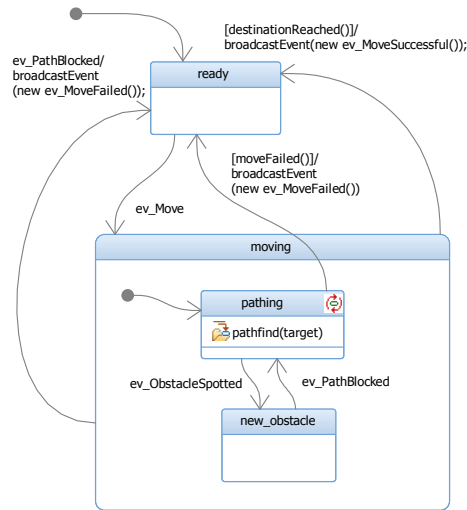 [destinationReached()]/
broadcastEvent(new ev_MoveSuccessful());
ev_PathBlocked/
broadcastEvent
(new ev_MoveFailed());
ready
[moveFailed()]/
broadcastEvent
(new ev_MoveFailed())
ev_Move
moving
pathing
pathfind(target)
ev_ObstacleSpotted
ev_PathBlocked
new_obstacle